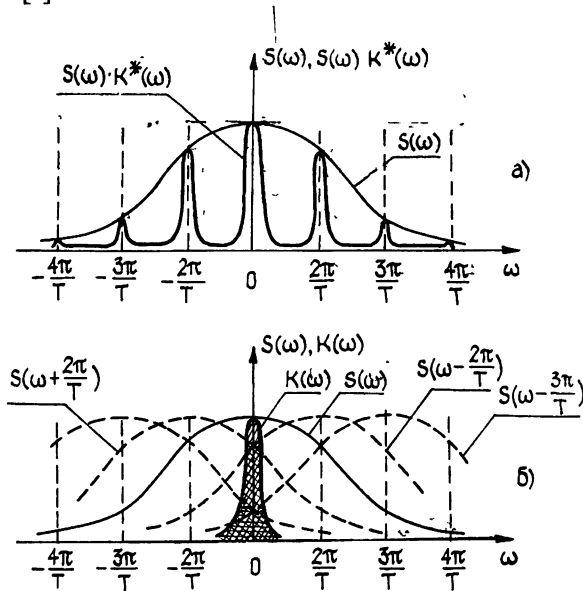 S(ω), S(ω) K*(ω)
S(ω)·K*(ω)
S(ω)
а)
-4π/T -3π/T -2π/T 0 2π/T 3π/T 4π/T ω
S(ω), K(ω)
S(ω+2π/T) K(ω) S(ω) S(ω-2π/T)
S(ω-3π/T)
б)
-4π/T -3π/T -2π/T 0 2π/T 3π/T 4π/T ω